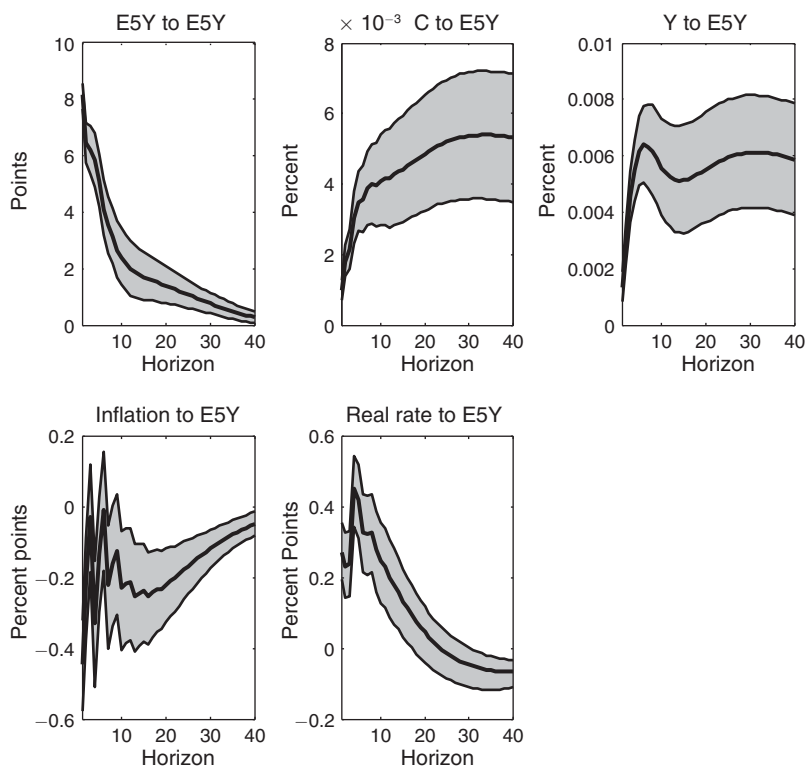 E5Y to E5Y
Points
10
8
6
4
2
0
10 20 30 40
Horizon
× 10⁻³ C to E5Y
Percent
8
6
4
2
0
10 20 30 40
Horizon
Y to E5Y
Percent
0.01
0.008
0.006
0.004
0.002
0
10 20 30 40
Horizon
Inflation to E5Y
Percent points
0.2
0
−0.2
−0.4
−0.6
10 20 30 40
Horizon
Real rate to E5Y
Percent Points
0.6
0.4
0.2
0
−0.2
10 20 30 40
Horizon